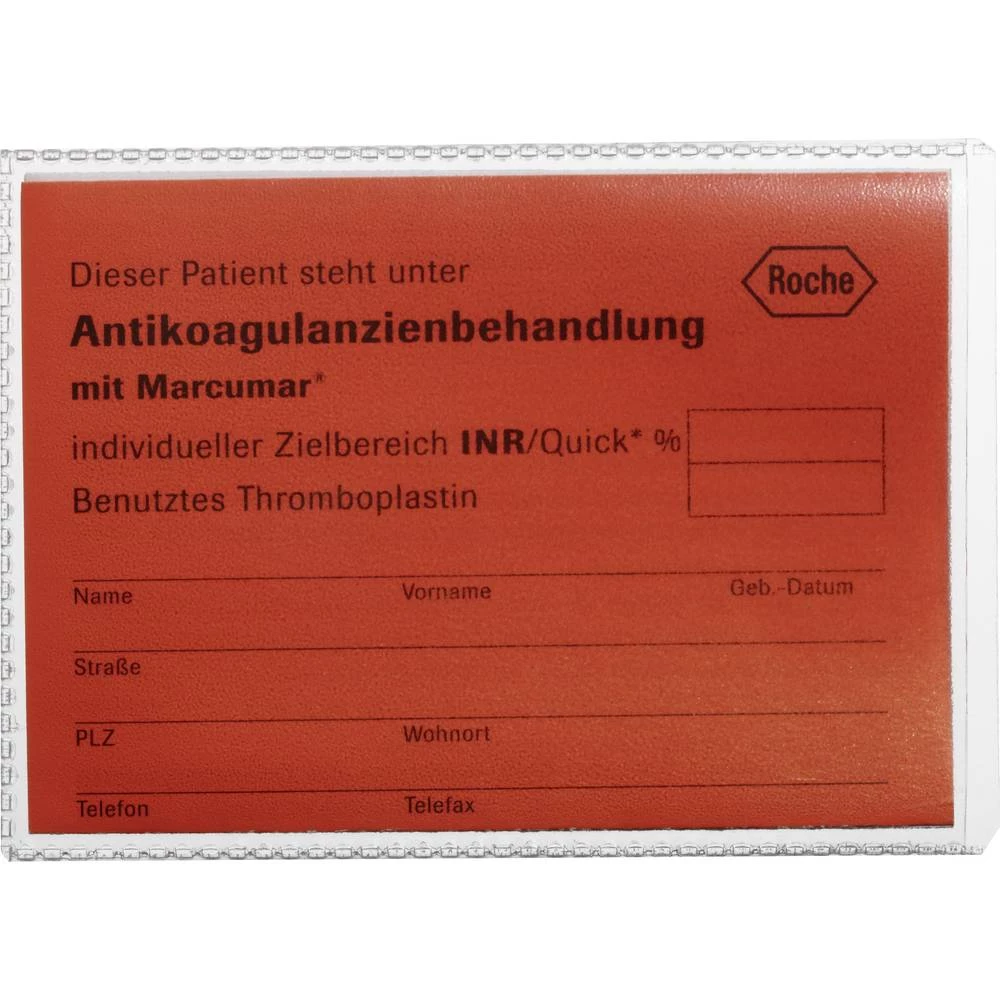 Dieser Patient steht unter
Roche
Antikoagulanzienbehandlung
mit Marcumar®
individueller Zielbereich INR/Quick* %
Benutztes Thromboplastin
Name Vorname Geb.-Datum
Straße
PLZ Wohnort
Telefon Telefax